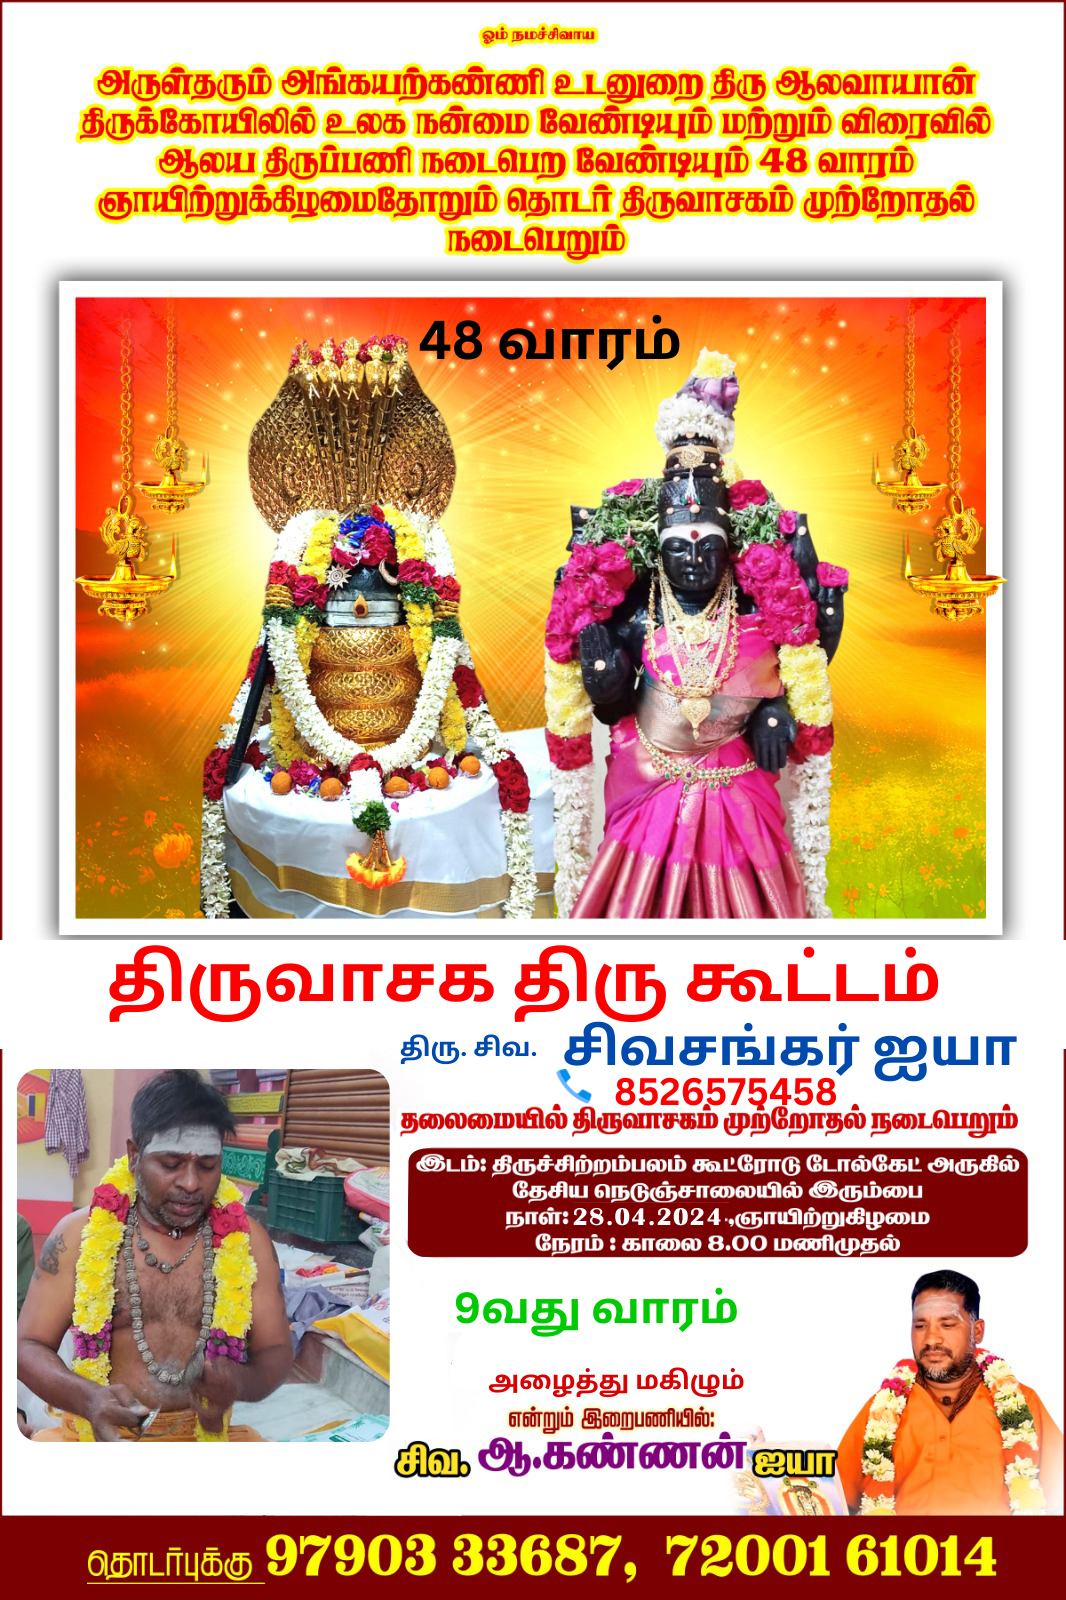 ஓம் நமச்சிவாய
அருள்தரும் அங்கயற்கண்ணி உடனுறை திரு ஆலவாயான்
திருக்கோயிலில் உலக நன்மை வேண்டியும் மற்றும் விரைவில்
ஆலய திருப்பணி நடைபெற வேண்டியும் 48 வாரம்
ஞாயிற்றுக்கிழமைதோறும் தொடர் திருவாசகம் முற்றோதல்
நடைபெறும்
48 வாரம்
திருவாசக திரு கூட்டம்
திரு. சிவ. சிவசங்கர் ஐயா
8526575458
தலைமையில் திருவாசகம் முற்றோதல் நடைபெறும்
இடம்: திருச்சிற்றம்பலம் கூட்ரோடு டோல்கேட் அருகில்
தேசிய நெடுஞ்சாலையில் இரும்பை
நாள்: 28.04.2024.,ஞாயிற்றுகிழமை
நேரம் : காலை 8.00 மணிமுதல்
9வது வாரம்
அழைத்து மகிழும்
என்றும் இறைபணியில்:
சிவ. ஆ.கண்ணன் ஐயா
தொடர்புக்கு 97903 33687, 72001 61014